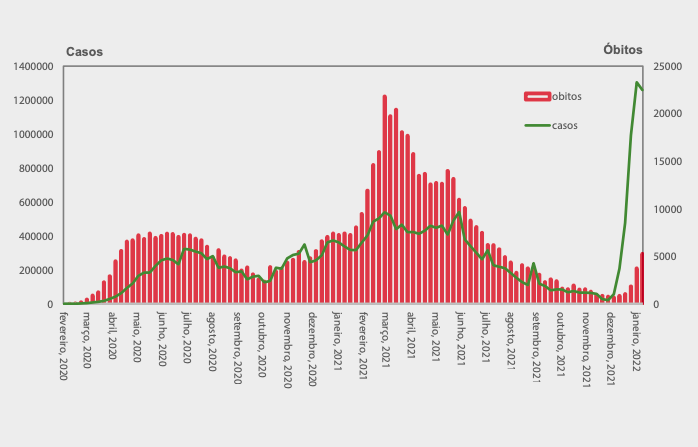 Casos
Óbitos
1400000
1200000
1000000
800000
600000
400000
200000
0
25000
20000
15000
10000
5000
0
obitos
casos
fevereiro, 2020
março, 2020
abril, 2020
maio, 2020
junho, 2020
julho, 2020
agosto, 2020
setembro, 2020
outubro, 2020
novembro, 2020
dezembro, 2020
janeiro, 2021
fevereiro, 2021
março, 2021
abril, 2021
maio, 2021
junho, 2021
julho, 2021
agosto, 2021
setembro, 2021
outubro, 2021
novembro, 2021
dezembro, 2021
janeiro, 2022